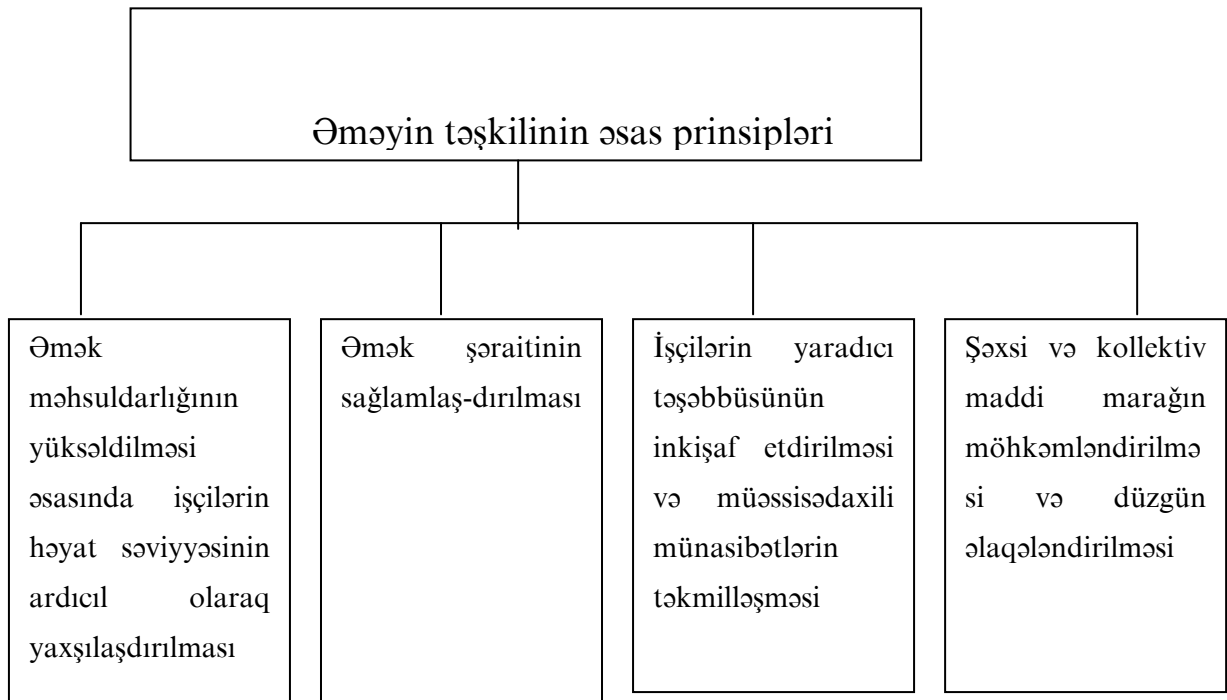 Əməyin təşkilinin əsas prinsipləri
Əmək
məhsuldarlığının
yüksəldilməsi
əsasında işçilərin
həyat səviyyəsinin
ardıcıl olaraq
yaxşılaşdırılması
Əmək şəraitinin
sağlamlaş-dırılması
İşçilərin yaradıcı
təşəbbüsünün
inkişaf etdirilməsi
və müəssisədaxili
münasibətlərin
təkmilləşməsi
Şəxsi və kollektiv
maddi marağın
möhkəmləndirilmə
si və düzgün
əlaqələndirilməsi